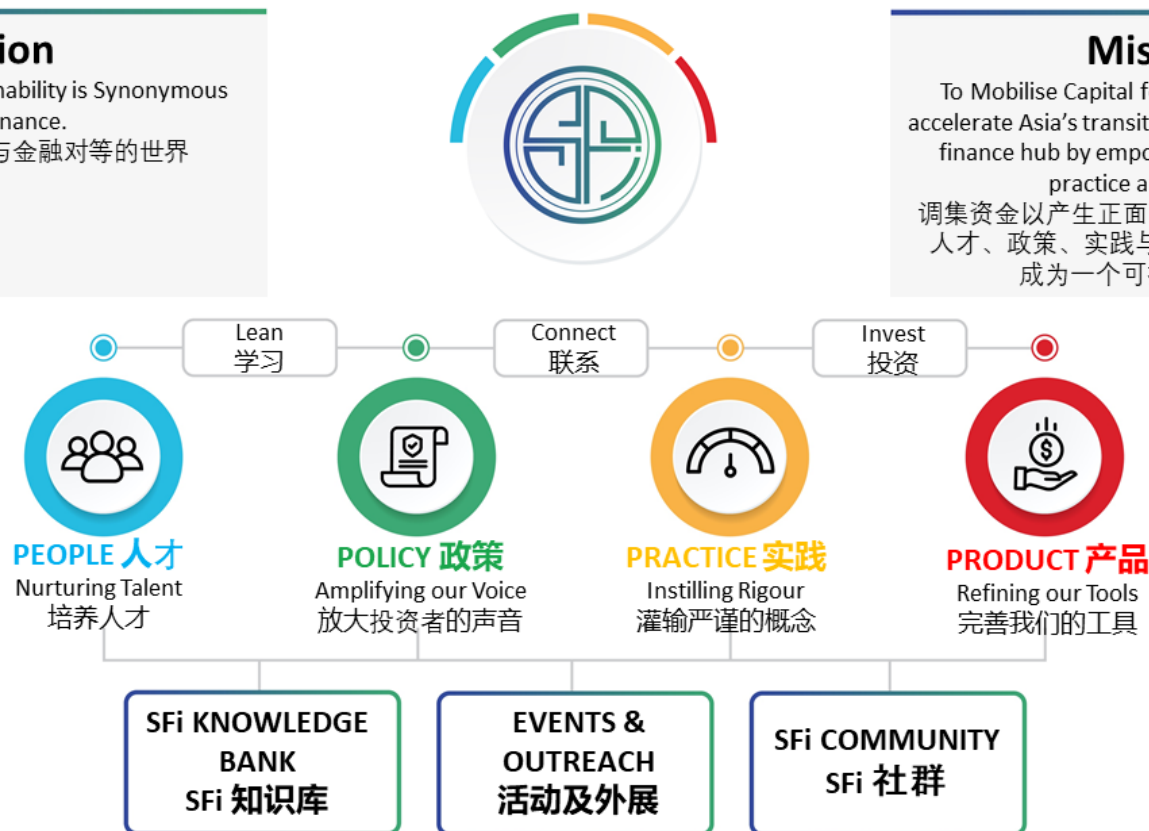 ion
nability is Synonymous
nance.
与金融对等的世界
Mis
To Mobilise Capital f
accelerate Asia's transit
finance hub by empo
practice a
调集资金以产生正面
人才、政策、实践与
成为一个可
Lean
学习
Connect
联系
Invest
投资
PEOPLE 人才
Nurturing Talent
培养人才
POLICY 政策
Amplifying our Voice
放大投资者的声音
PRACTICE 实践
Instilling Rigour
灌输严谨的概念
PRODUCT 产品
Refining our Tools
完善我们的工具
SFi KNOWLEDGE
BANK
SFi 知识库
EVENTS &
OUTREACH
活动及外展
SFi COMMUNITY
SFi 社群